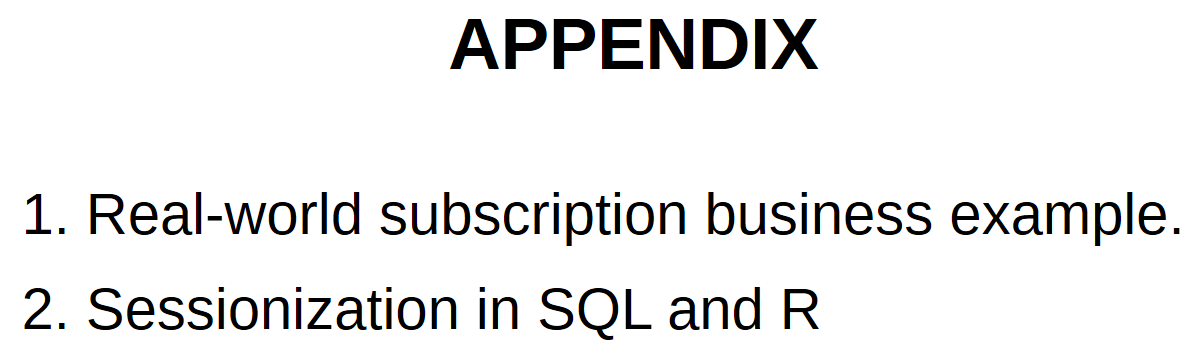 APPENDIX
1. Real-world subscription business example.
2. Sessionization in SQL and R